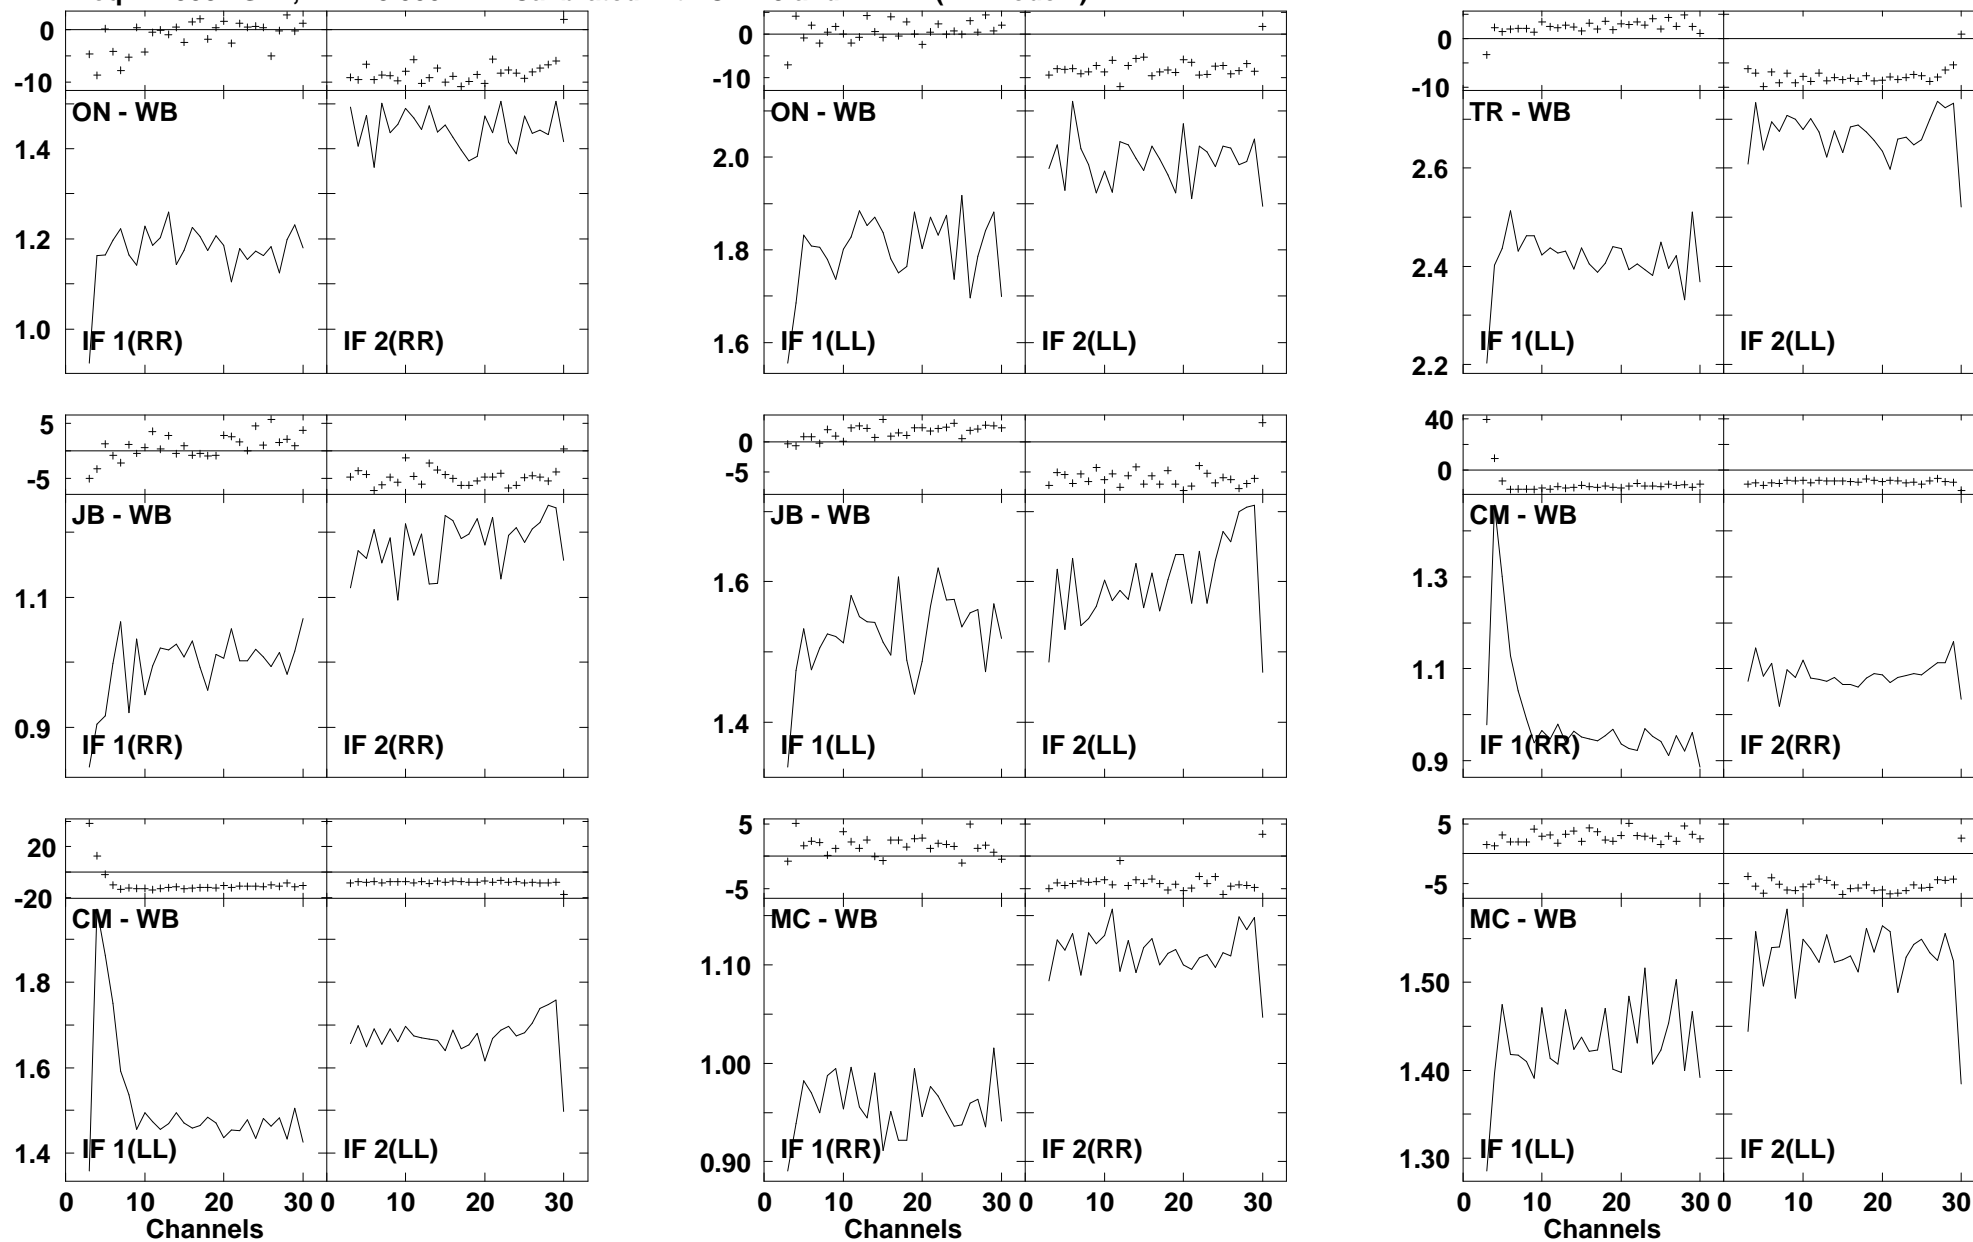 0
-10
ON - WB
1.4
1.2
1.0
IF 1(RR)
IF 2(RR)
0
-10
ON - WB
2.0
1.8
1.6
IF 1(LL)
IF 2(LL)
0
-10
TR - WB
2.6
2.4
2.2
IF 1(LL)
IF 2(LL)
5
-5
JB - WB
1.1
0.9
IF 1(RR)
IF 2(RR)
0
-5
JB - WB
1.6
1.4
IF 1(LL)
IF 2(LL)
40
0
CM - WB
1.3
1.1
0.9
IF 1(RR)
IF 2(RR)
20
-20
CM - WB
1.8
1.6
1.4
IF 1(LL)
IF 2(LL)
0 10 20 30 0 10 20 30
Channels
5
-5
MC - WB
1.10
1.00
0.90
IF 1(RR)
IF 2(RR)
0 10 20 30 0 10 20 30
Channels
5
-5
MC - WB
1.50
1.40
1.30
IF 1(LL)
IF 2(LL)
0 10 20 30 0 10 20 30
Channels